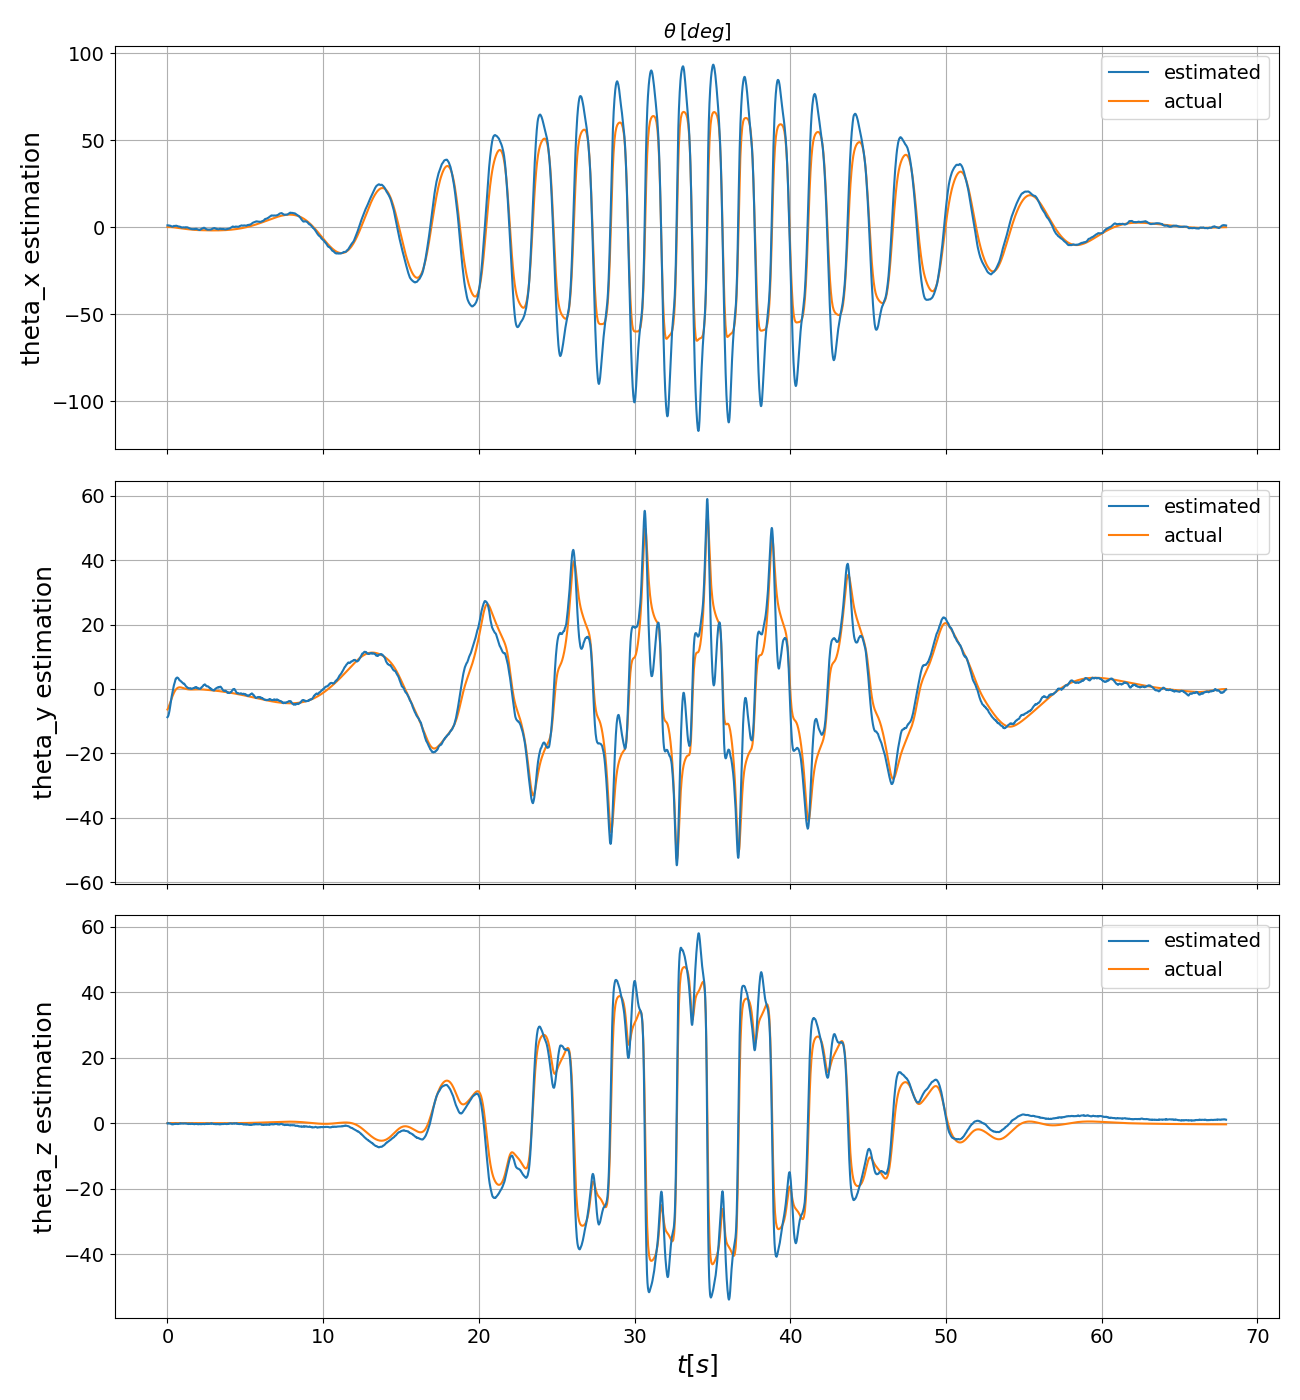 θ [deg]
100
50
0
−50
−100
theta_x estimation
estimated
actual
60
40
20
0
−20
−40
−60
theta_y estimation
estimated
actual
60
40
20
0
−20
−40
theta_z estimation
estimated
actual
0 10 20 30 40 50 60 70
t[s]